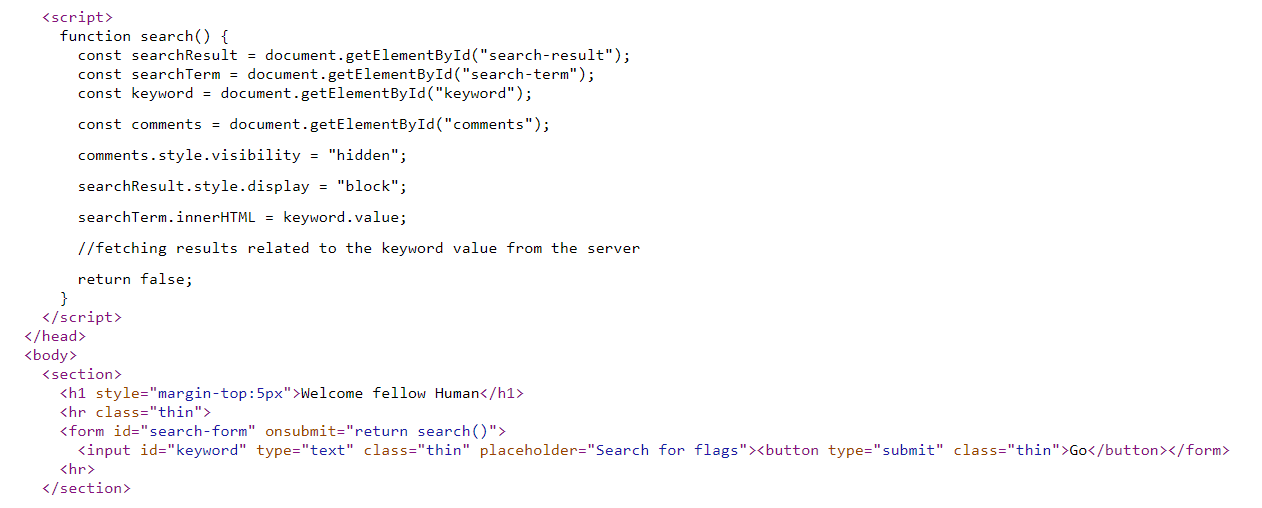 <script>
function search() {
const searchResult = document.getElementById("search-result");
const searchTerm = document.getElementById("search-term");
const keyword = document.getElementById("keyword");
const comments = document.getElementById("comments");
comments.style.visibility = "hidden";
searchResult.style.display = "block";
searchTerm.innerHTML = keyword.value;
//fetching results related to the keyword value from the server
return false;
}
</script>
</head>
<body>
<section>
<h1 style="margin-top:5px">Welcome fellow Human</h1>
<hr class="thin">
<form id="search-form" onsubmit="return search()">
<input id="keyword" type="text" class="thin" placeholder="Search for flags"><button type="submit" class="thin">Go</button></form>
<hr>
</section>